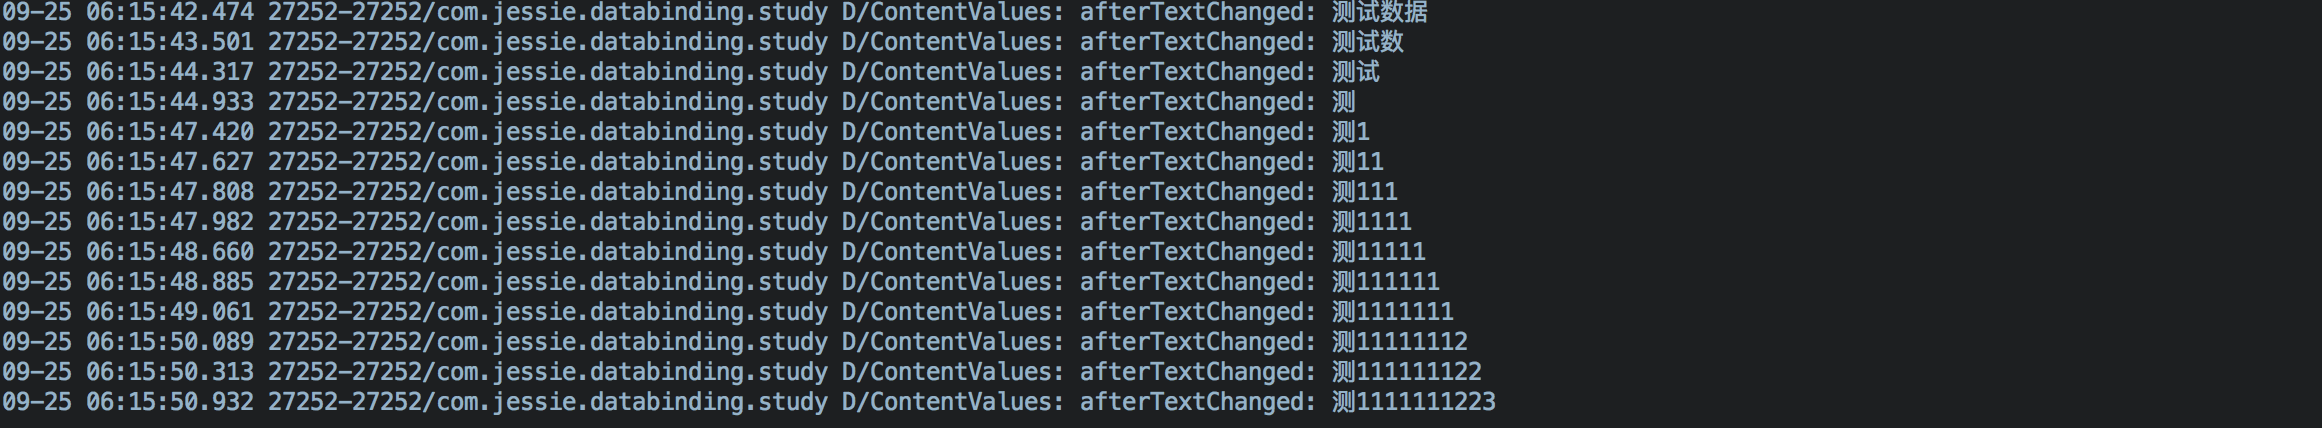 09-25 06:15:42.474 27252-27252/com.jessie.databinding.study D/ContentValues: afterTextChanged: 测试数据
09-25 06:15:43.501 27252-27252/com.jessie.databinding.study D/ContentValues: afterTextChanged: 测试数
09-25 06:15:44.317 27252-27252/com.jessie.databinding.study D/ContentValues: afterTextChanged: 测试
09-25 06:15:44.933 27252-27252/com.jessie.databinding.study D/ContentValues: afterTextChanged: 测
09-25 06:15:47.420 27252-27252/com.jessie.databinding.study D/ContentValues: afterTextChanged: 测1
09-25 06:15:47.627 27252-27252/com.jessie.databinding.study D/ContentValues: afterTextChanged: 测11
09-25 06:15:47.808 27252-27252/com.jessie.databinding.study D/ContentValues: afterTextChanged: 测111
09-25 06:15:47.982 27252-27252/com.jessie.databinding.study D/ContentValues: afterTextChanged: 测1111
09-25 06:15:48.660 27252-27252/com.jessie.databinding.study D/ContentValues: afterTextChanged: 测11111
09-25 06:15:48.885 27252-27252/com.jessie.databinding.study D/ContentValues: afterTextChanged: 测111111
09-25 06:15:49.061 27252-27252/com.jessie.databinding.study D/ContentValues: afterTextChanged: 测1111111
09-25 06:15:50.089 27252-27252/com.jessie.databinding.study D/ContentValues: afterTextChanged: 测11111112
09-25 06:15:50.313 27252-27252/com.jessie.databinding.study D/ContentValues: afterTextChanged: 测111111122
09-25 06:15:50.932 27252-27252/com.jessie.databinding.study D/ContentValues: afterTextChanged: 测1111111223